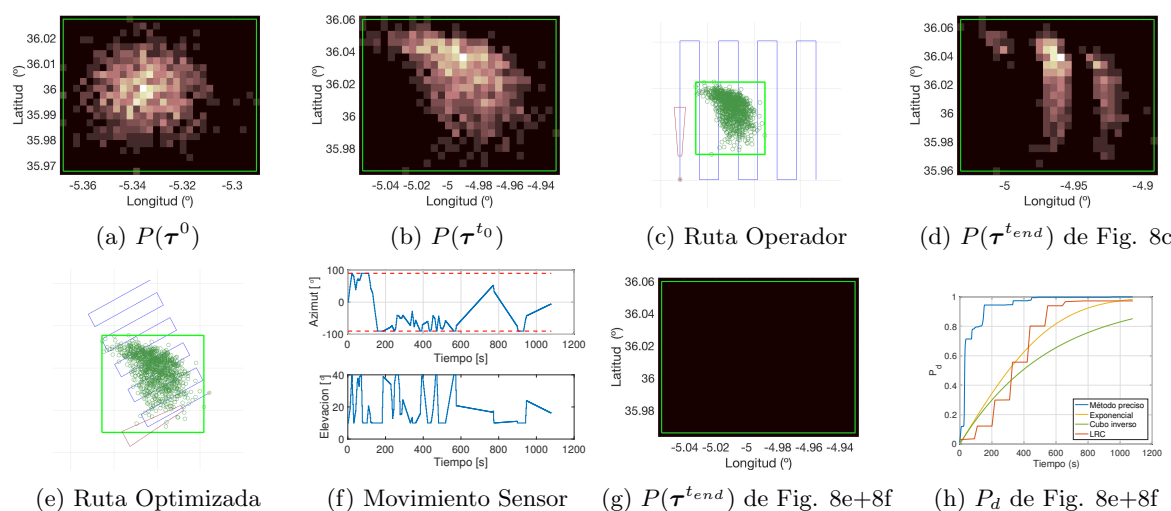 36.02
36.01
36
35.99
35.98
35.97
Latitud (º)
-5.36
-5.32
-5.3
Longitud (º)
(a) P(τ^0)
36.06
36.04
36.02
36
35.98
Latitud (º)
-5.04 -5.02 -5 -4.98 -4.96 -4.94
Longitud (º)
(b) P(τ^{t_0})
(c) Ruta Operador
36.06
36.04
36.02
36
35.98
35.96
Latitud (º)
-5 -4.95 -4.9
Longitud (º)
(d) P(τ^{t_{end}}) de Fig. 8c
(e) Ruta Optimizada
100
0
-100
Azimut [º]
0 200 400 600 800 1000 1200
Tiempo [s]
40
20
0
Elevacion [º]
0 200 400 600 800 1000 1200
Tiempo [s]
(f) Movimiento Sensor
36.06
36.04
36.02
36
35.98
Latitud (º)
-5.04 -5.02 -5 -4.98 -4.96 -4.94
Longitud (º)
(g) P(τ^{t_{end}}) de Fig. 8e+8f
1
0.8
0.6
0.4
0.2
0
P_d
Método preciso
Exponencial
Cubo inverso
LRC
0 200 400 600 800 1000 1200
Tiempo (s)
(h) P_d de Fig. 8e+8f